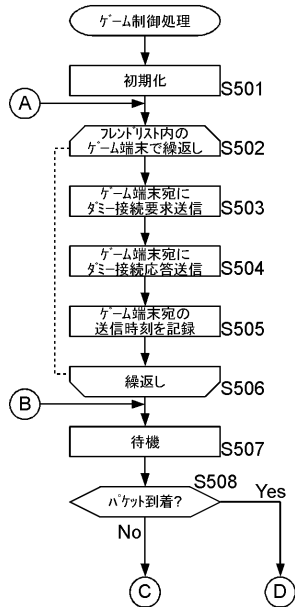 ゲーム制御処理
初期化
S501
A
フレンドリスト内の
ゲーム端末で繰返し
S502
ゲーム端末宛に
ダミー接続要求送信
S503
ゲーム端末宛に
ダミー接続応答送信
S504
ゲーム端末宛の
送信時刻を記録
S505
繰返し
S506
B
待機
S507
S508
パケット到着?
Yes
No
C
D